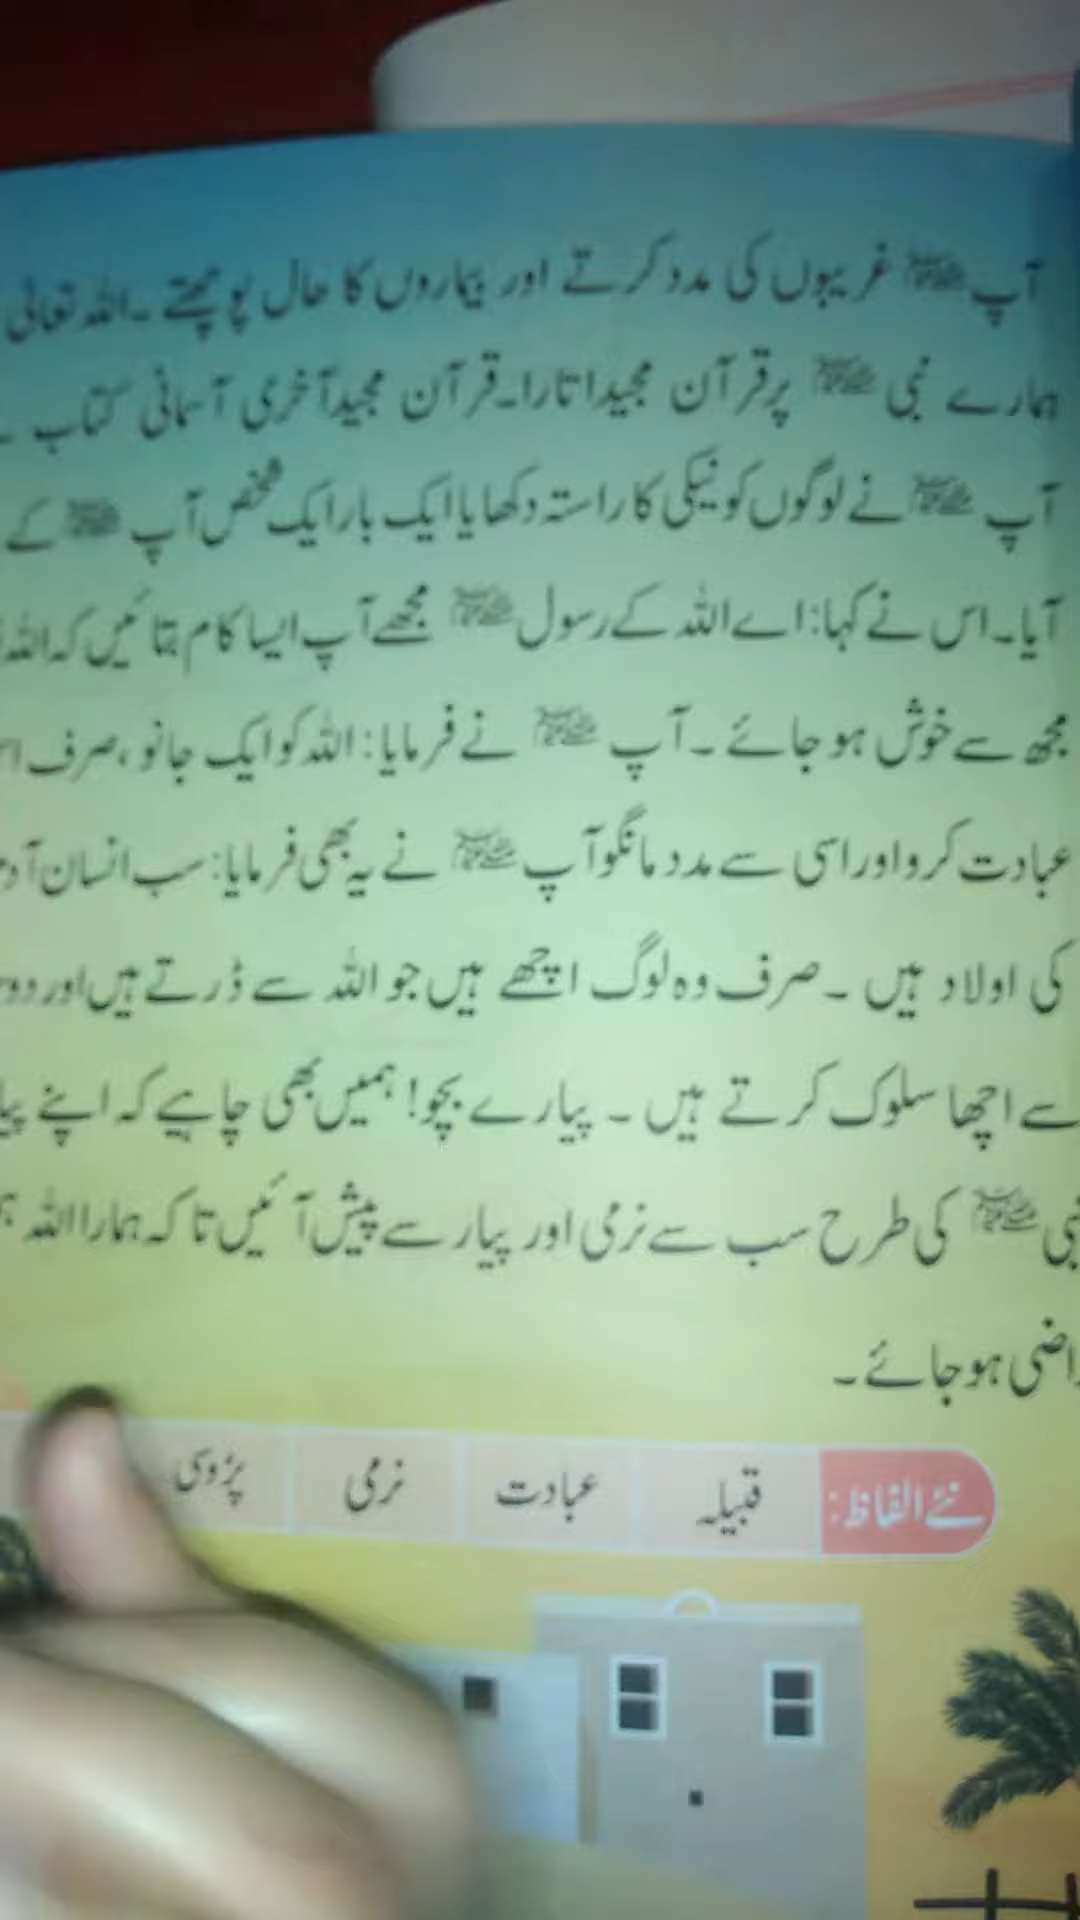 آپ ﷺ غریبوں کی مدد کرتے اور بیماروں کا حال پوچھتے ۔ اللہ تعالیٰ
ہمارے نبی ﷺ پر قرآن مجید اتارا۔ قرآن مجید آخری آسمانی کتاب
آپ ﷺ نے لوگوں کو نیکی کا راستہ دکھایا ایک بار ایک شخص آپ ﷺ کے
آیا۔ اس نے کہا: اے اللہ کے رسول ﷺ مجھے آپ ایسا کام بتائیں کہ اللہ
مجھ سے خوش ہو جائے ۔ آپ ﷺ نے فرمایا: اللہ کو ایک جانو، صرف
عبادت کرو اور اسی سے مدد مانگو آپ ﷺ نے یہ بھی فرمایا: سب انسان
کی اولاد ہیں ۔ صرف وہ لوگ اچھے ہیں جو اللہ سے ڈرتے ہیں اور
سے اچھا سلوک کرتے ہیں ۔ پیارے بچو! ہمیں بھی چاہیے کہ اپنے
نبی ﷺ کی طرح سب سے نرمی اور پیار سے پیش آئیں تاکہ ہمارا اللہ
راضی ہو جائے ۔
نئے الفاظ: قبیلہ عبادت نرمی پڑوسی